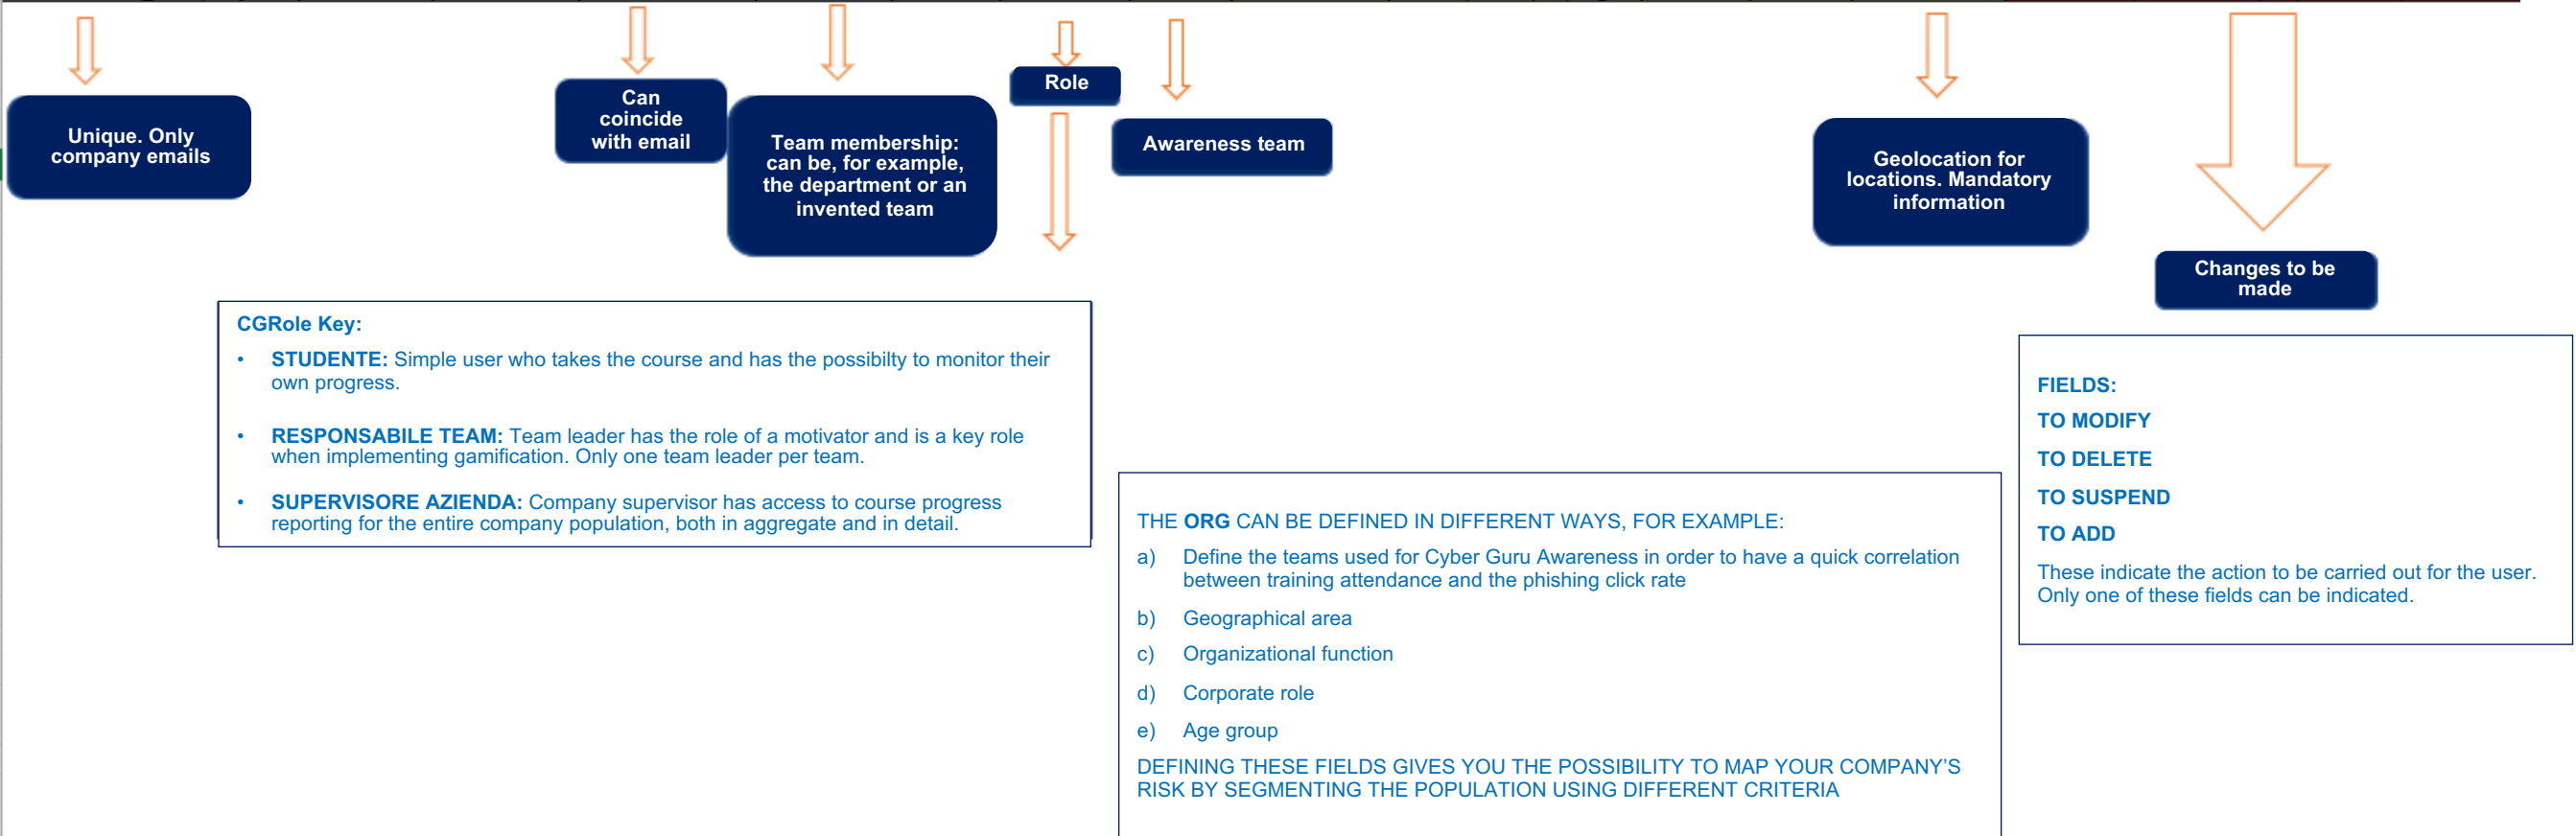 Unique. Only
company emails
Can
coincide
with email
Team membership:
can be, for example,
the department or an
invented team
Role
Awareness team
Geolocation for
locations. Mandatory
information
Changes to be
made
CGRole Key:
• STUDENTE: Simple user who takes the course and has the possibilty to monitor their
own progress.
• RESPONSABILE TEAM: Team leader has the role of a motivator and is a key role
when implementing gamification. Only one team leader per team.
• SUPERVISORE AZIENDA: Company supervisor has access to course progress
reporting for the entire company population, both in aggregate and in detail.
THE ORG CAN BE DEFINED IN DIFFERENT WAYS, FOR EXAMPLE:
a) Define the teams used for Cyber Guru Awareness in order to have a quick correlation
between training attendance and the phishing click rate
b) Geographical area
c) Organizational function
d) Corporate role
e) Age group
DEFINING THESE FIELDS GIVES YOU THE POSSIBILITY TO MAP YOUR COMPANY'S
RISK BY SEGMENTING THE POPULATION USING DIFFERENT CRITERIA
FIELDS:
TO MODIFY
TO DELETE
TO SUSPEND
TO ADD
These indicate the action to be carried out for the user.
Only one of these fields can be indicated.